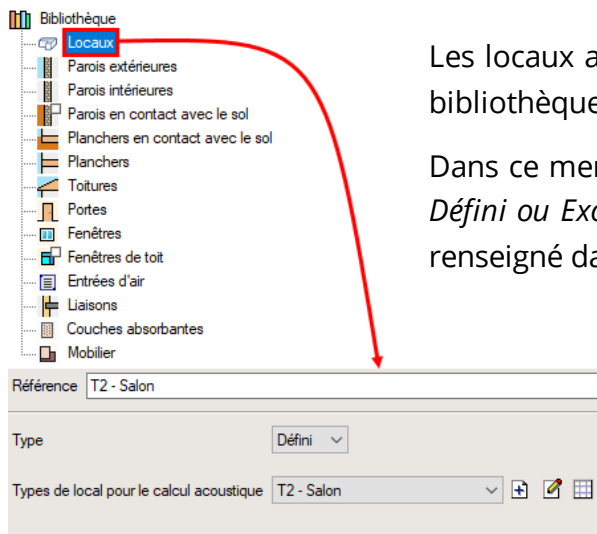 Bibliothèque
Locaux
Parois extérieures
Parois intérieures
Parois en contact avec le sol
Planchers en contact avec le sol
Planchers
Toitures
Portes
Fenêtres
Fenêtres de toit
Entrées d'air
Liaisons
Couches absorbantes
Mobilier
Les locaux a
bibliothèque
Dans ce me
Défini ou Exc
renseigné da
Référence T2 - Salon
Type Défini
Types de local pour le calcul acoustique T2 - Salon